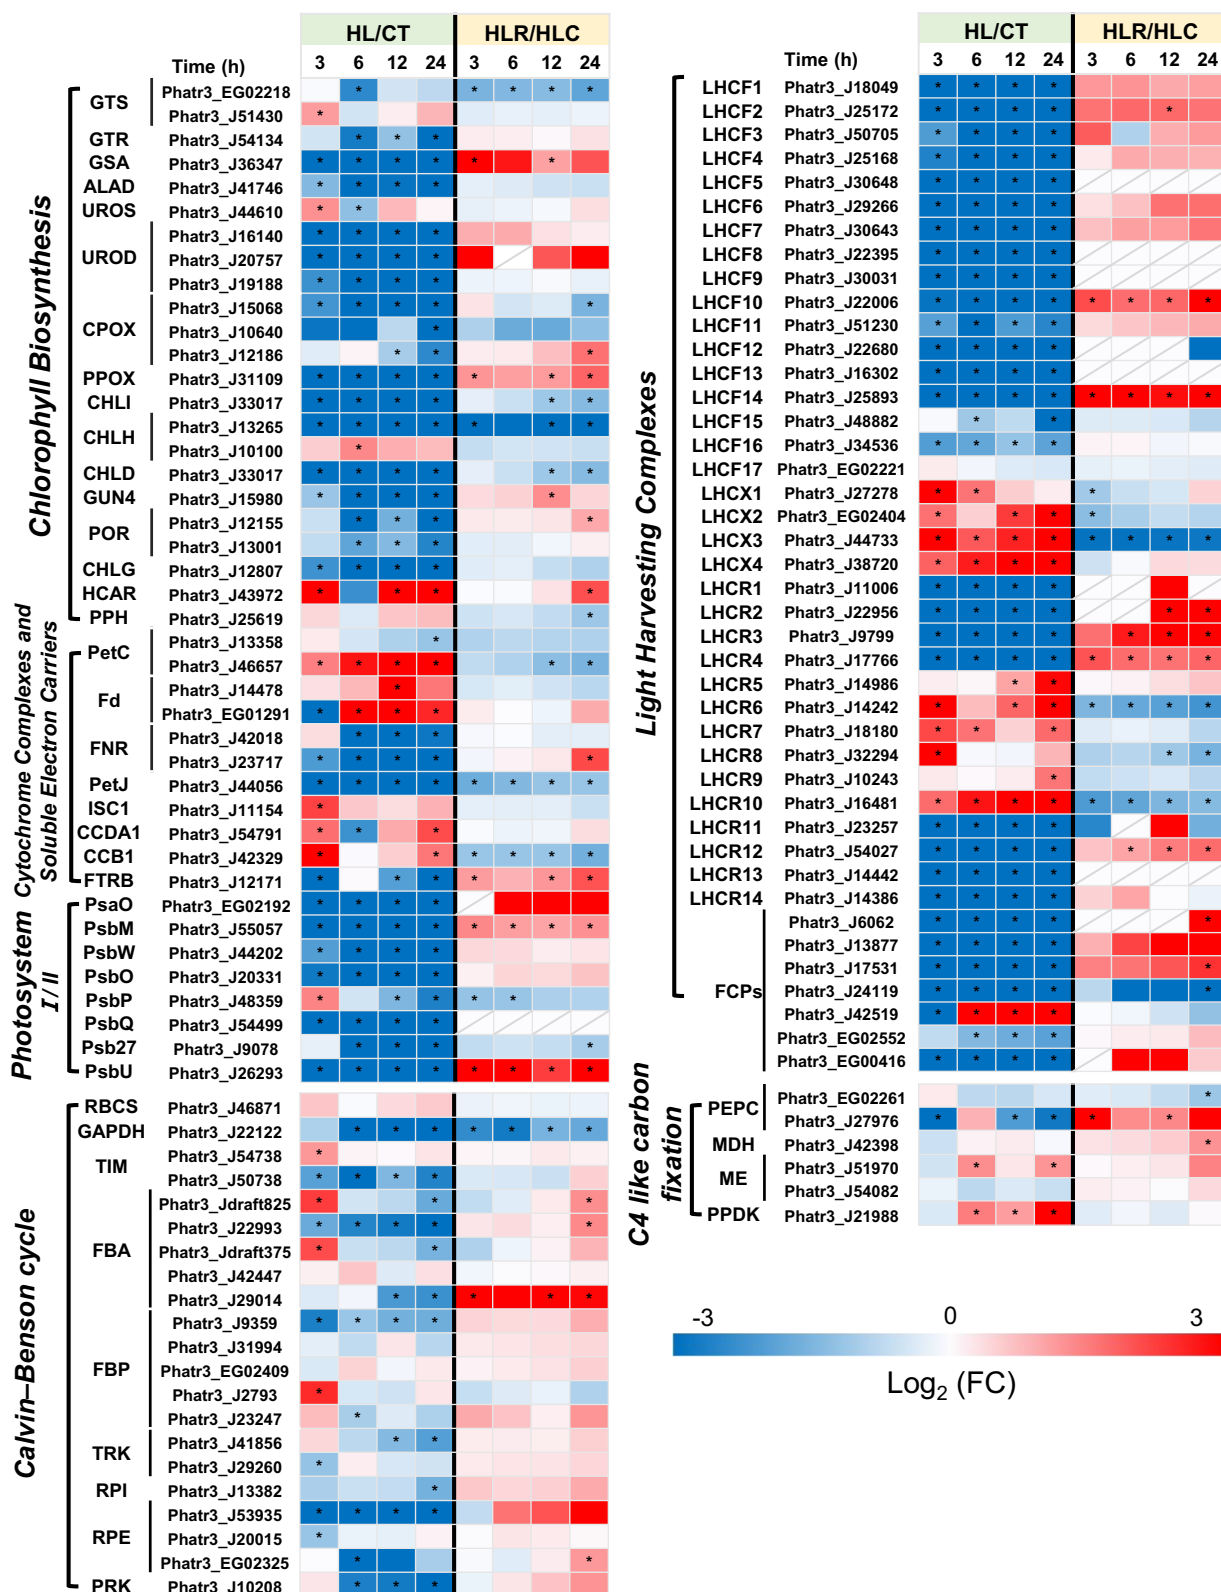 HL/CT HLR/HLC
Time (h) 3 6 12 24 3 6 12 24
Chlorophyll Biosynthesis
GTS Phatr3_EG02218
Phatr3_J51430
GTR Phatr3_J54134
GSA Phatr3_J36347
ALAD Phatr3_J41746
UROS Phatr3_J44610
UROD Phatr3_J16140
Phatr3_J20757
Phatr3_J19188
CPOX Phatr3_J15068
Phatr3_J10640
Phatr3_J12186
PPOX Phatr3_J31109
CHLI Phatr3_J33017
CHLH Phatr3_J13265
Phatr3_J10100
CHLD Phatr3_J33017
GUN4 Phatr3_J15980
POR Phatr3_J12155
Phatr3_J13001
CHLG Phatr3_J12807
HCAR Phatr3_J43972
PPH Phatr3_J25619
Cytochrome Complexes and
Soluble Electron Carriers
PetC Phatr3_J13358
Phatr3_J46657
Fd Phatr3_J14478
Phatr3_EG01291
FNR Phatr3_J42018
Phatr3_J23717
PetJ Phatr3_J44056
ISC1 Phatr3_J11154
CCDA1 Phatr3_J54791
CCB1 Phatr3_J42329
FTRB Phatr3_J12171
Photosystem
I / II
PsaO Phatr3_EG02192
PsbM Phatr3_J55057
PsbW Phatr3_J44202
PsbO Phatr3_J20331
PsbP Phatr3_J48359
PsbQ Phatr3_J54499
Psb27 Phatr3_J9078
PsbU Phatr3_J26293
Calvin–Benson cycle
RBCS Phatr3_J46871
GAPDH Phatr3_J22122
TIM Phatr3_J54738
Phatr3_J50738
FBA Phatr3_Jdraft825
Phatr3_J22993
Phatr3_Jdraft375
Phatr3_J42447
Phatr3_J29014
FBP Phatr3_J9359
Phatr3_J31994
Phatr3_EG02409
Phatr3_J2793
Phatr3_J23247
TRK Phatr3_J41856
Phatr3_J29260
RPI Phatr3_J13382
RPE Phatr3_J53935
Phatr3_J20015
Phatr3_EG02325
PRK Phatr3_J10208
HL/CT HLR/HLC
Time (h) 3 6 12 24 3 6 12 24
Light Harvesting Complexes
LHCF1 Phatr3_J18049
LHCF2 Phatr3_J25172
LHCF3 Phatr3_J50705
LHCF4 Phatr3_J25168
LHCF5 Phatr3_J30648
LHCF6 Phatr3_J29266
LHCF7 Phatr3_J30643
LHCF8 Phatr3_J22395
LHCF9 Phatr3_J30031
LHCF10 Phatr3_J22006
LHCF11 Phatr3_J51230
LHCF12 Phatr3_J22680
LHCF13 Phatr3_J16302
LHCF14 Phatr3_J25893
LHCF15 Phatr3_J48882
LHCF16 Phatr3_J34536
LHCF17 Phatr3_EG02221
LHCX1 Phatr3_J27278
LHCX2 Phatr3_EG02404
LHCX3 Phatr3_J44733
LHCX4 Phatr3_J38720
LHCR1 Phatr3_J11006
LHCR2 Phatr3_J22956
LHCR3 Phatr3_J9799
LHCR4 Phatr3_J17766
LHCR5 Phatr3_J14986
LHCR6 Phatr3_J14242
LHCR7 Phatr3_J18180
LHCR8 Phatr3_J32294
LHCR9 Phatr3_J10243
LHCR10 Phatr3_J16481
LHCR11 Phatr3_J23257
LHCR12 Phatr3_J54027
LHCR13 Phatr3_J14442
LHCR14 Phatr3_J14386
FCPs Phatr3_J6062
Phatr3_J13877
Phatr3_J17531
Phatr3_J24119
Phatr3_J42519
Phatr3_EG02552
Phatr3_EG00416
C4 like carbon
fixation
PEPC Phatr3_EG02261
Phatr3_J27976
MDH Phatr3_J42398
ME Phatr3_J51970
Phatr3_J54082
PPDK Phatr3_J21988
-3 0 3
Log2 (FC)